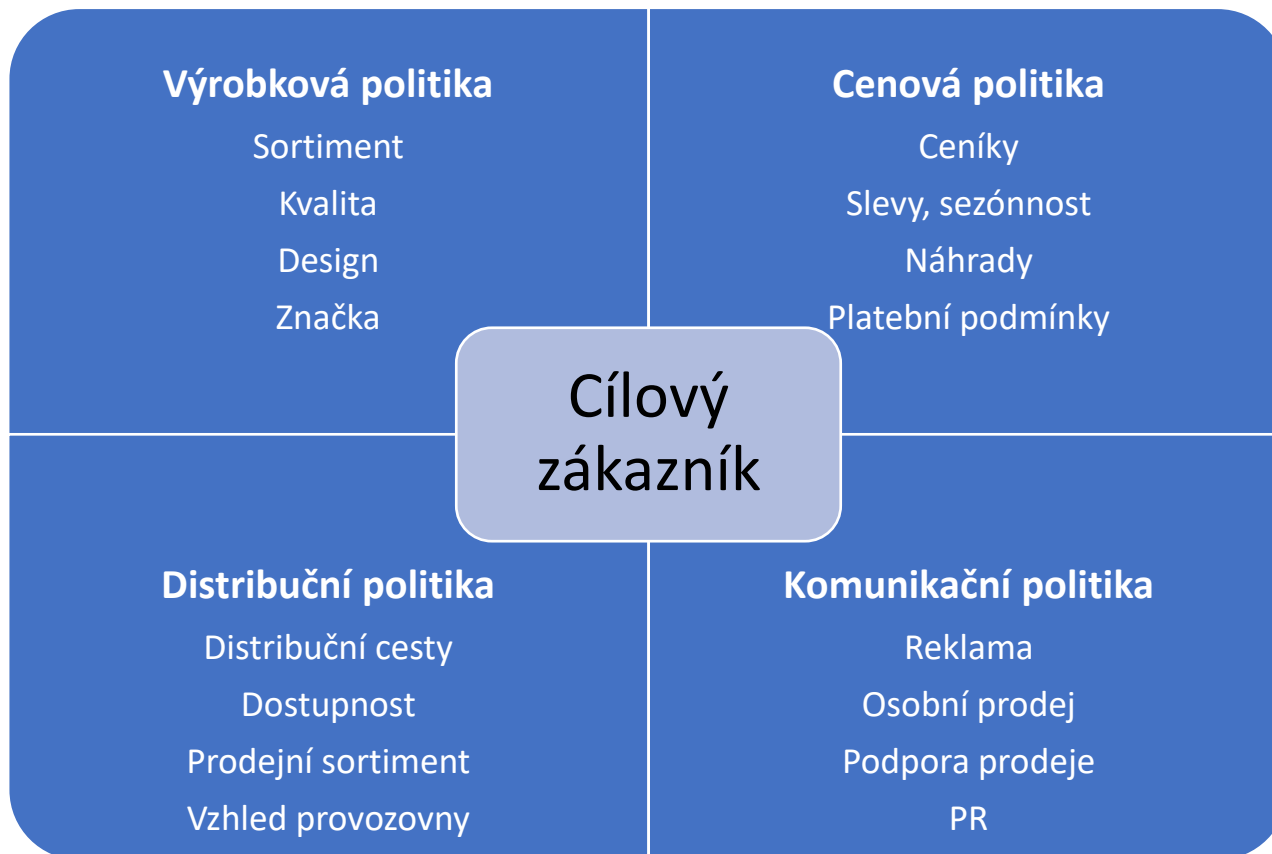 Výrobková politika
Sortiment
Kvalita
Design
Značka
Cenová politika
Ceníky
Slevy, sezónnost
Náhrady
Platební podmínky
Cílový
zákazník
Distribuční politika
Distribuční cesty
Dostupnost
Prodejní sortiment
Vzhled provozovny
Komunikační politika
Reklama
Osobní prodej
Podpora prodeje
PR